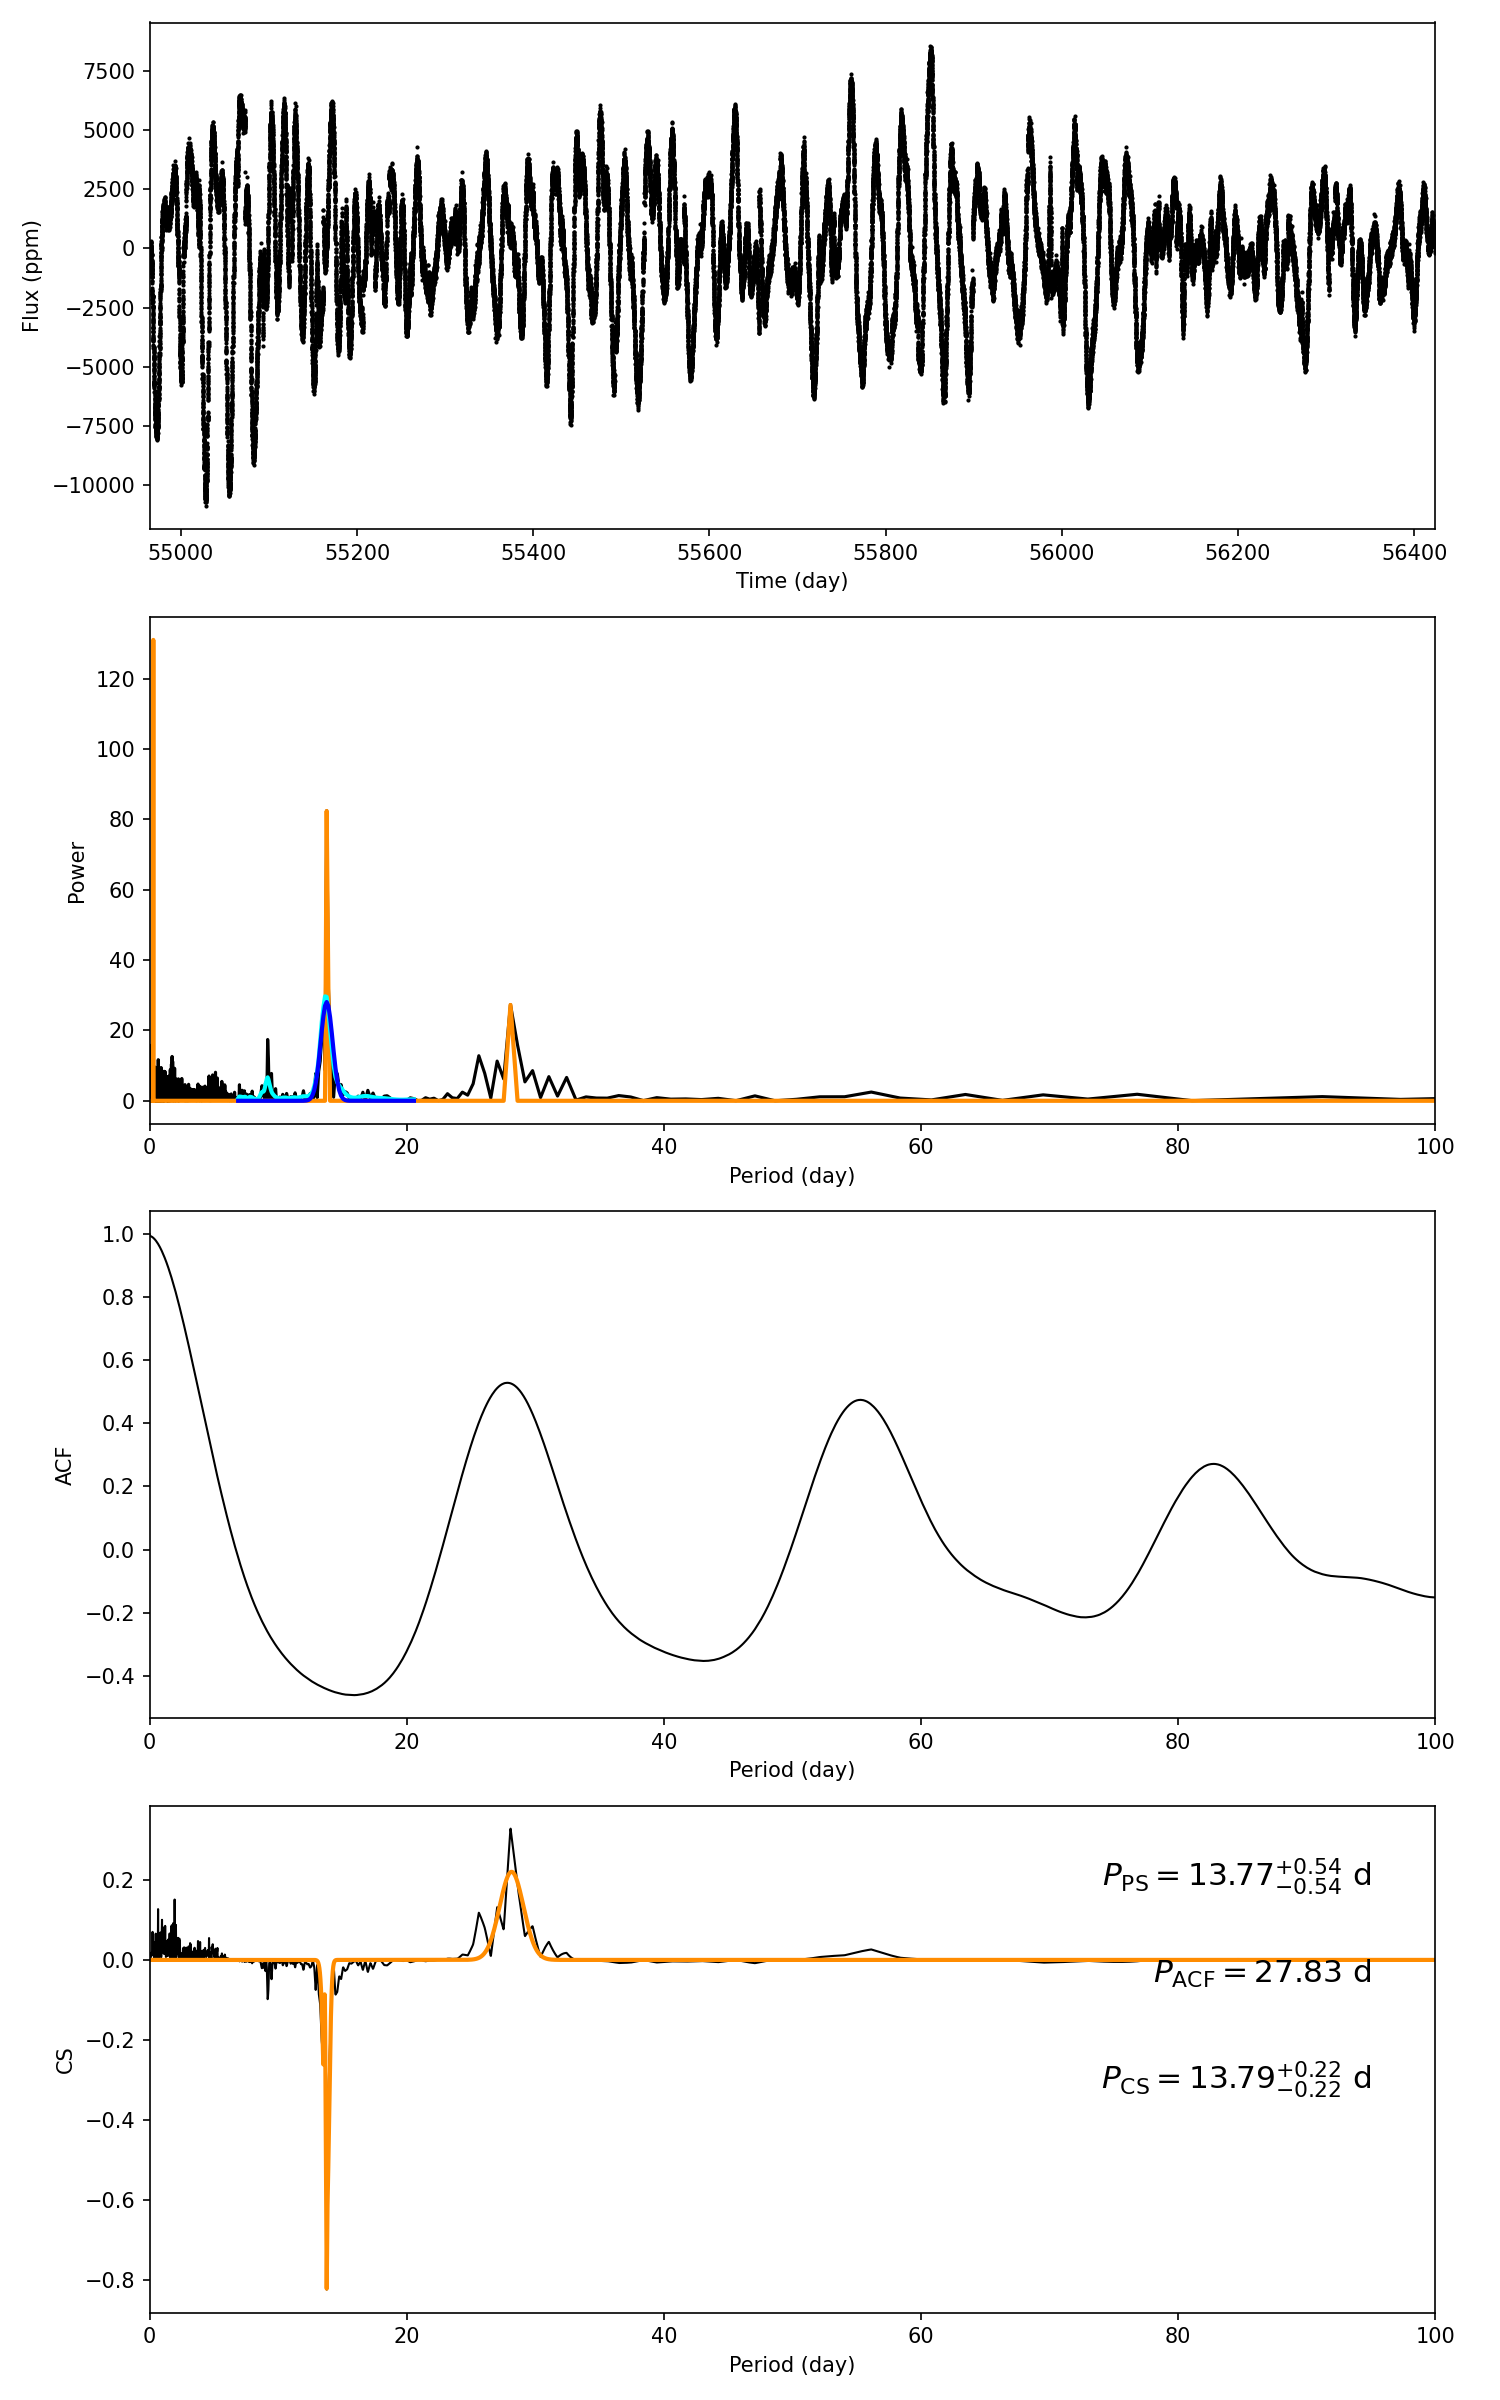 7500
5000
2500
0
−2500
−5000
−7500
−10000
Flux (ppm)
55000 55200 55400 55600 55800 56000 56200 56400
Time (day)
120
100
80
60
40
20
0
Power
0 20 40 60 80 100
Period (day)
1.0
0.8
0.6
0.4
0.2
0.0
−0.2
−0.4
ACF
0 20 40 60 80 100
Period (day)
0.2
0.0
−0.2
−0.4
−0.6
−0.8
CS
P_PS = 13.77 +0.54 −0.54 d
P_ACF = 27.83 d
P_CS = 13.79 +0.22 −0.22 d
0 20 40 60 80 100
Period (day)